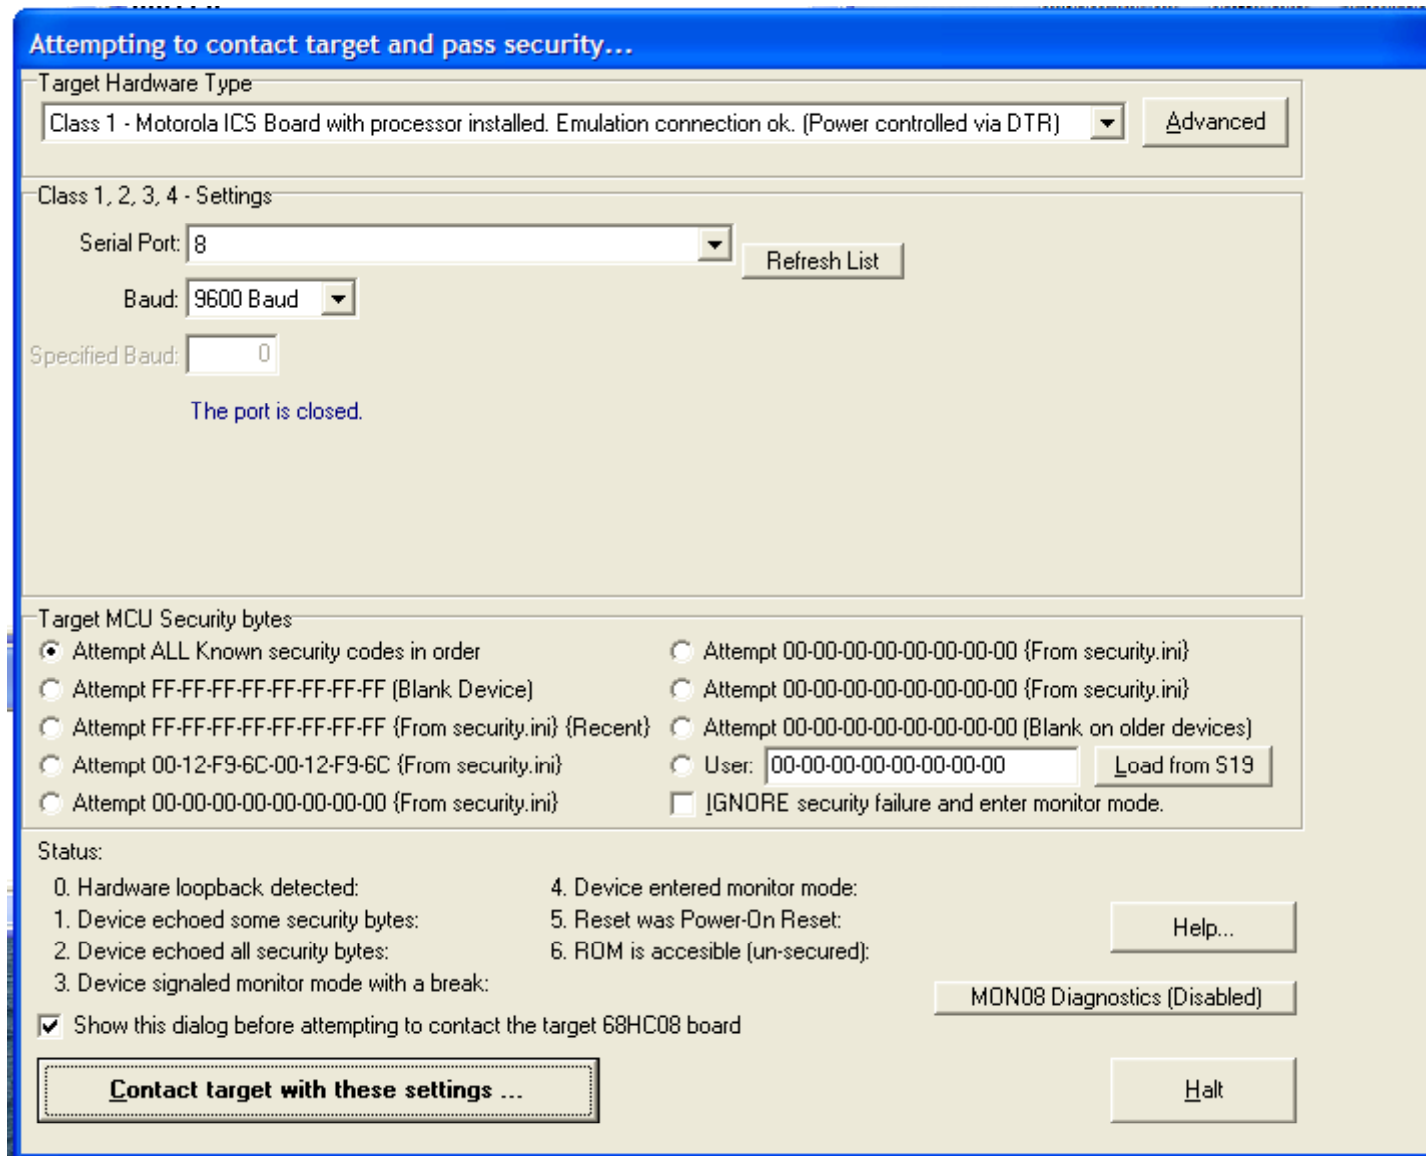 Attempting to contact target and pass security...
Target Hardware Type
Class 1 - Motorola ICS Board with processor installed. Emulation connection ok. (Power controlled via DTR)
Advanced
Class 1, 2, 3, 4 - Settings
Serial Port: 8
Refresh List
Baud: 9600 Baud
Specified Baud: 0
The port is closed.
Target MCU Security bytes
Attempt ALL Known security codes in order
Attempt FF-FF-FF-FF-FF-FF-FF-FF (Blank Device)
Attempt FF-FF-FF-FF-FF-FF-FF-FF {From security.ini} {Recent}
Attempt 00-12-F9-6C-00-12-F9-6C {From security.ini}
Attempt 00-00-00-00-00-00-00-00 {From security.ini}
Attempt 00-00-00-00-00-00-00-00 {From security.ini}
Attempt 00-00-00-00-00-00-00-00 {From security.ini}
Attempt 00-00-00-00-00-00-00-00 (Blank on older devices)
User: 00-00-00-00-00-00-00-00
Load from S19
IGNORE security failure and enter monitor mode.
Status:
0. Hardware loopback detected:
1. Device echoed some security bytes:
2. Device echoed all security bytes:
3. Device signaled monitor mode with a break:
4. Device entered monitor mode:
5. Reset was Power-On Reset:
6. ROM is accesible (un-secured):
Help...
MON08 Diagnostics (Disabled)
Show this dialog before attempting to contact the target 68HC08 board
Contact target with these settings ...
Halt